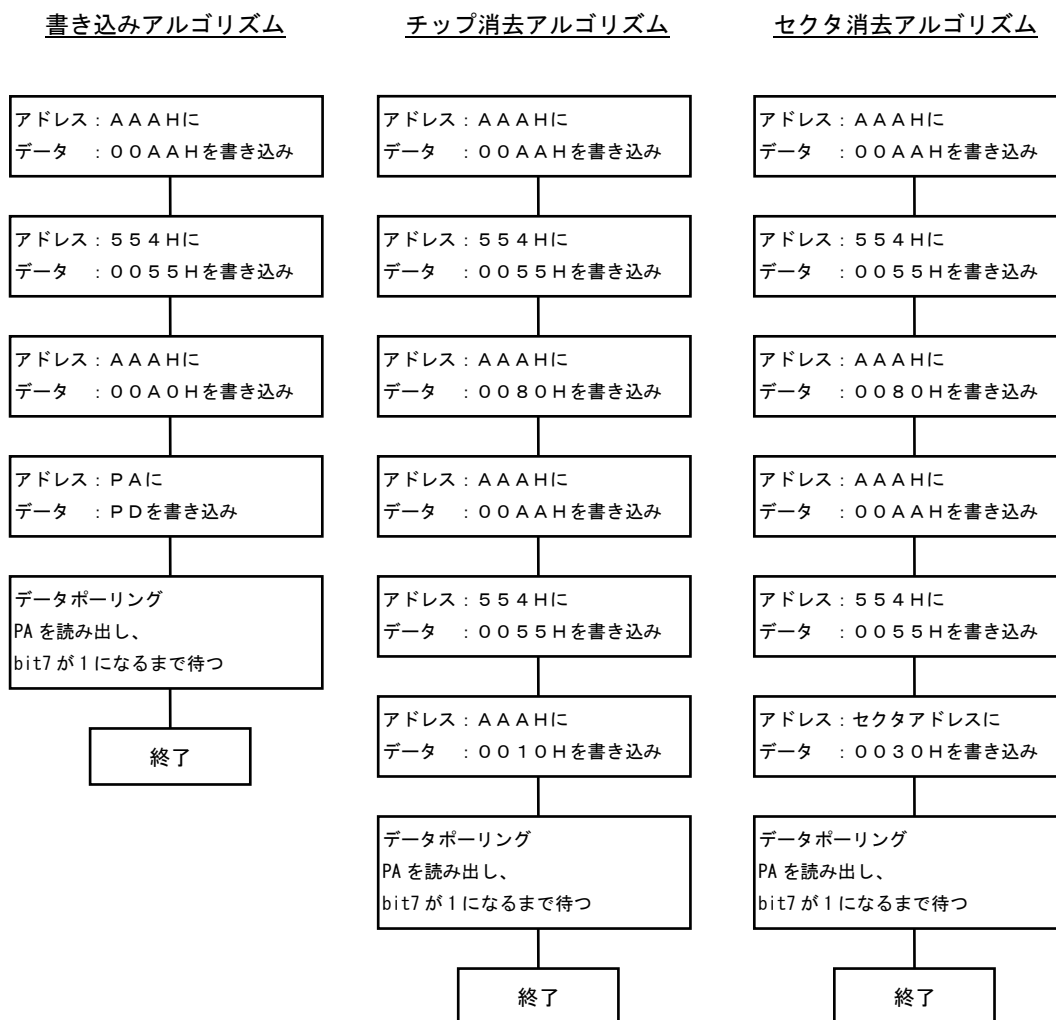 書き込みアルゴリズム
アドレス：ＡＡＡＨに
データ　：００ＡＡＨを書き込み
アドレス：５５４Ｈに
データ　：００５５Ｈを書き込み
アドレス：ＡＡＡＨに
データ　：００Ａ０Ｈを書き込み
アドレス：ＰＡに
データ　：ＰＤを書き込み
データポーリング
PA を読み出し、
bit7 が 1 になるまで待つ
終了
チップ消去アルゴリズム
アドレス：ＡＡＡＨに
データ　：００ＡＡＨを書き込み
アドレス：５５４Ｈに
データ　：００５５Ｈを書き込み
アドレス：ＡＡＡＨに
データ　：００８０Ｈを書き込み
アドレス：ＡＡＡＨに
データ　：００ＡＡＨを書き込み
アドレス：５５４Ｈに
データ　：００５５Ｈを書き込み
アドレス：ＡＡＡＨに
データ　：００１０Ｈを書き込み
データポーリング
PA を読み出し、
bit7 が 1 になるまで待つ
終了
セクタ消去アルゴリズム
アドレス：ＡＡＡＨに
データ　：００ＡＡＨを書き込み
アドレス：５５４Ｈに
データ　：００５５Ｈを書き込み
アドレス：ＡＡＡＨに
データ　：００８０Ｈを書き込み
アドレス：ＡＡＡＨに
データ　：００ＡＡＨを書き込み
アドレス：５５４Ｈに
データ　：００５５Ｈを書き込み
アドレス：セクタアドレスに
データ　：００３０Ｈを書き込み
データポーリング
PA を読み出し、
bit7 が 1 になるまで待つ
終了